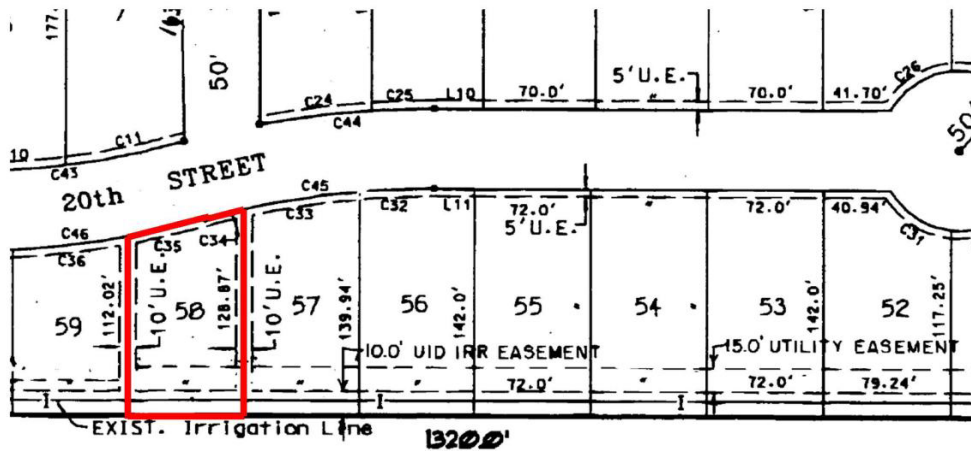 177.
50'
C26
5' U.E.
C24
C25
L10
70.0'
"
70.0'
41.70'
C11
C44
10
C43
50'
20th STREET
C45
C46
C33
C32
L11
72.0'
"
72.0'
40.94'
C36
C35
C34
5' U.E.
C37
59
112.02'
10' U.E.
58
128.87'
10' U.E.
57
139.94'
56
142.0'
55
54
53
142.0'
52
117.25'
10.0' UID IRR EASEMENT
15.0' UTILITY EASEMENT
"
"
"
"
72.0'
"
72.0'
79.24'
I
I
I
EXIST. Irrigation Line
1320.0'